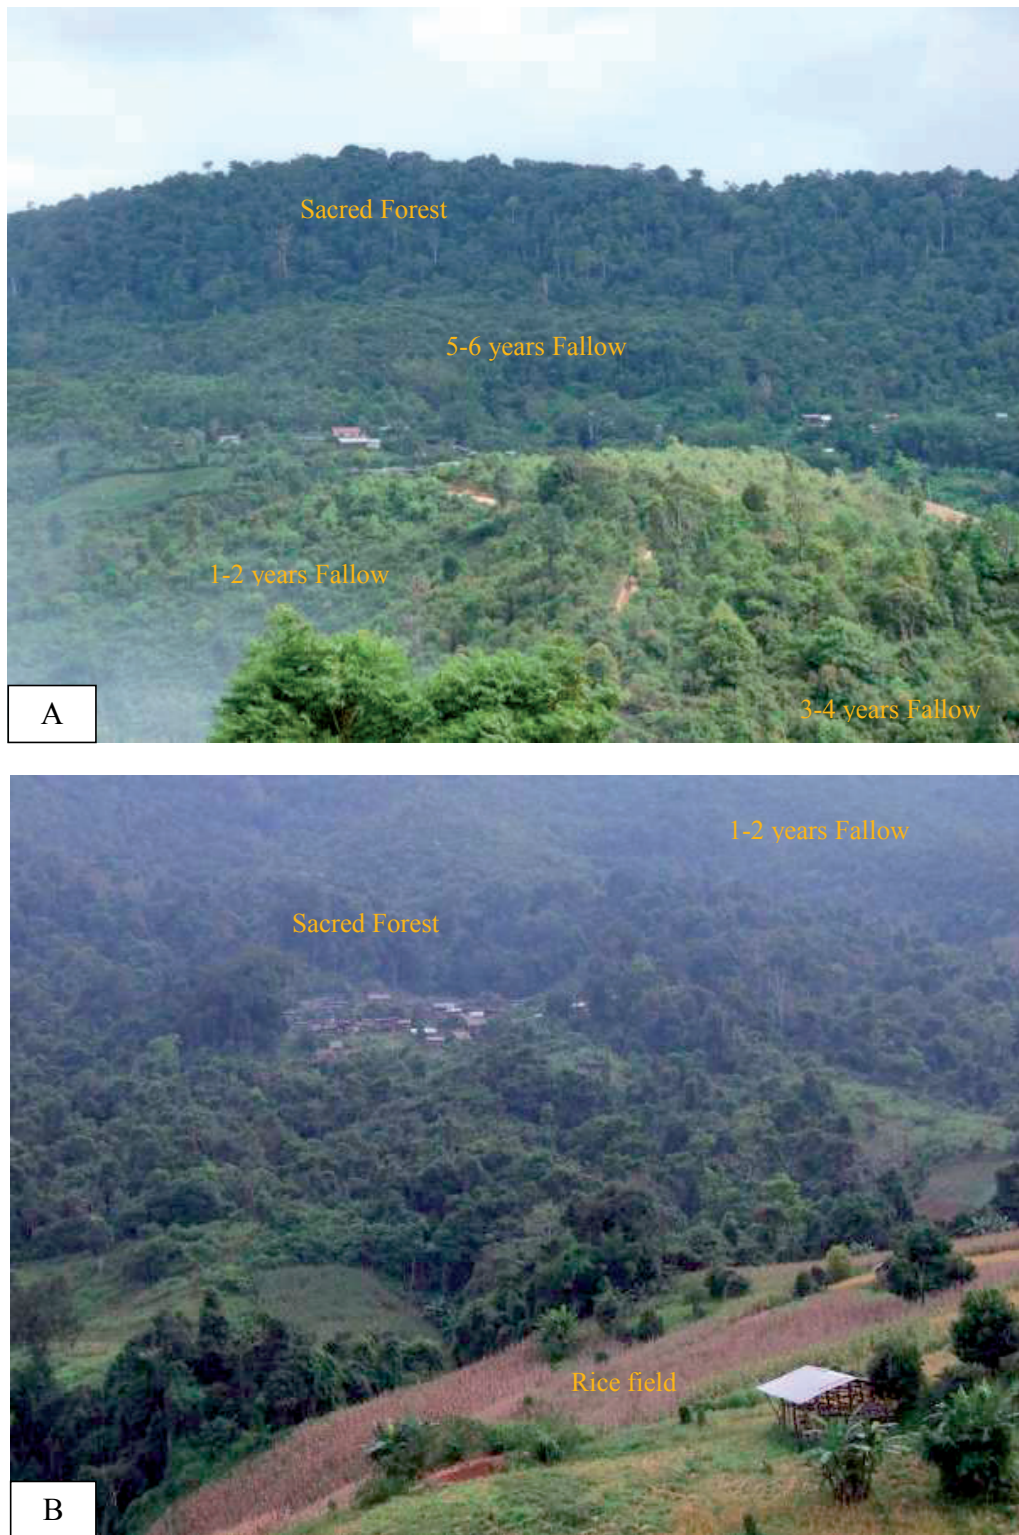 Sacred Forest
5-6 years Fallow
1-2 years Fallow
3-4 years Fallow
A
1-2 years Fallow
Sacred Forest
Rice field
B